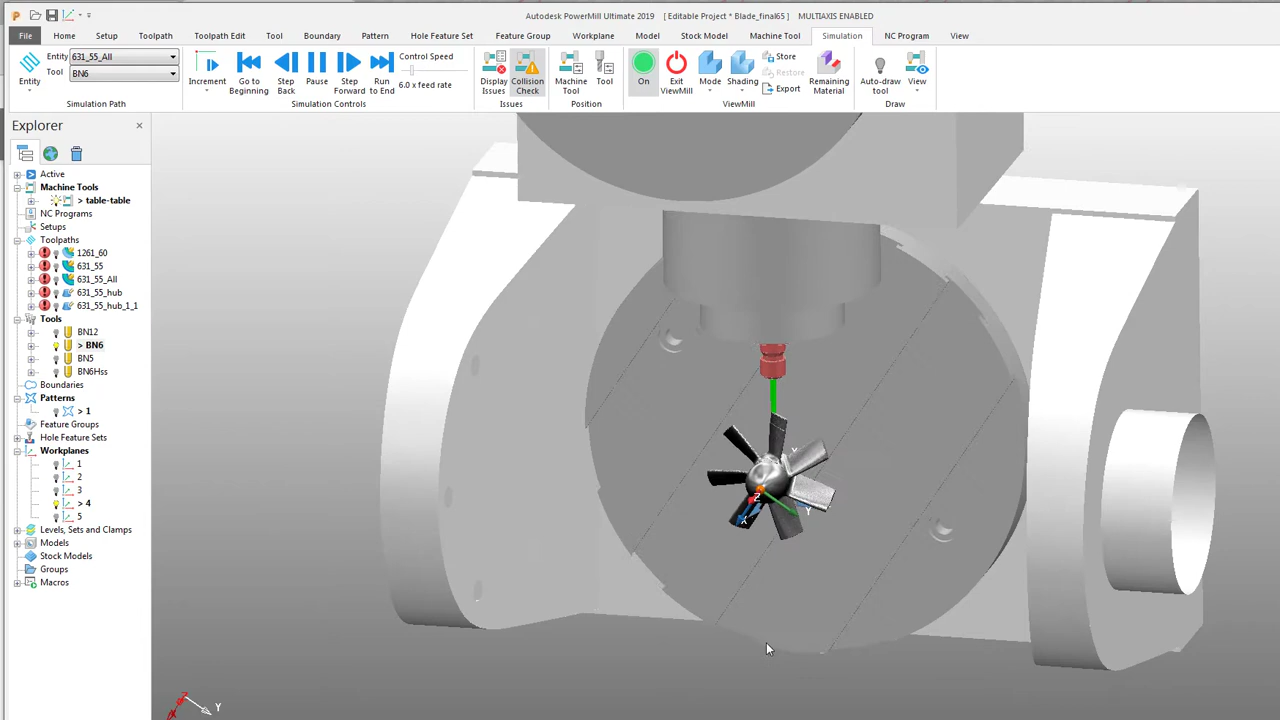 Autodesk PowerMill Ultimate 2019 [ Editable Project * Blade_final65 ] MULTIAXIS ENABLED
File Home Setup Toolpath Toolpath Edit Tool Boundary Pattern Hole Feature Set Feature Group Workplane Model Stock Model Machine Tool Simulation NC Program View
Entity
Entity 631_55_All
Tool BN6
Simulation Path
Increment
Go to Beginning
Step Back
Pause
Step Forward
Run to End
Control Speed
6.0 x feed rate
Simulation Controls
Display Issues
Collision Check
Issues
Machine Tool
Tool
Position
On
Exit ViewMill
Mode
Shading
Store
Restore
Export
Remaining Material
ViewMill
Auto-draw tool
View
Draw
Explorer
Active
Machine Tools
> table-table
NC Programs
Setups
Toolpaths
1261_60
631_55
631_55_All
631_55_hub
631_55_hub_1_1
Tools
BN12
> BN6
BN5
BN6Hss
Boundaries
Patterns
> 1
Feature Groups
Hole Feature Sets
Workplanes
1
2
3
> 4
5
Levels, Sets and Clamps
Models
Stock Models
Groups
Macros
Y
Z
X
Y
Z
X
Y